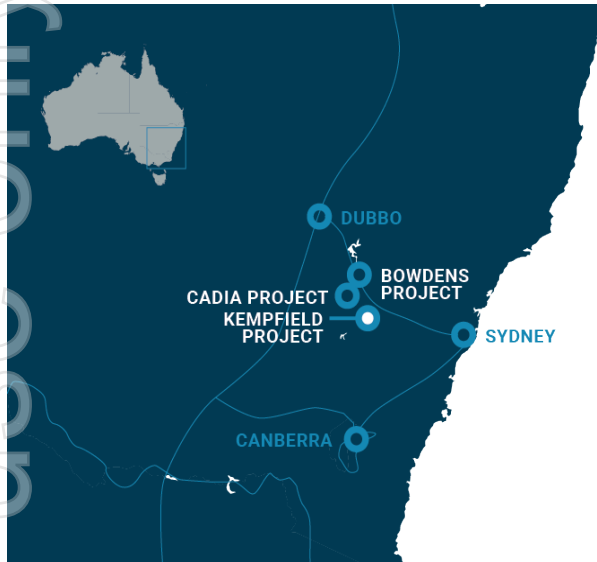 DUBBO
BOWDENS
PROJECT
CADIA PROJECT
KEMPFIELD
PROJECT
SYDNEY
CANBERRA